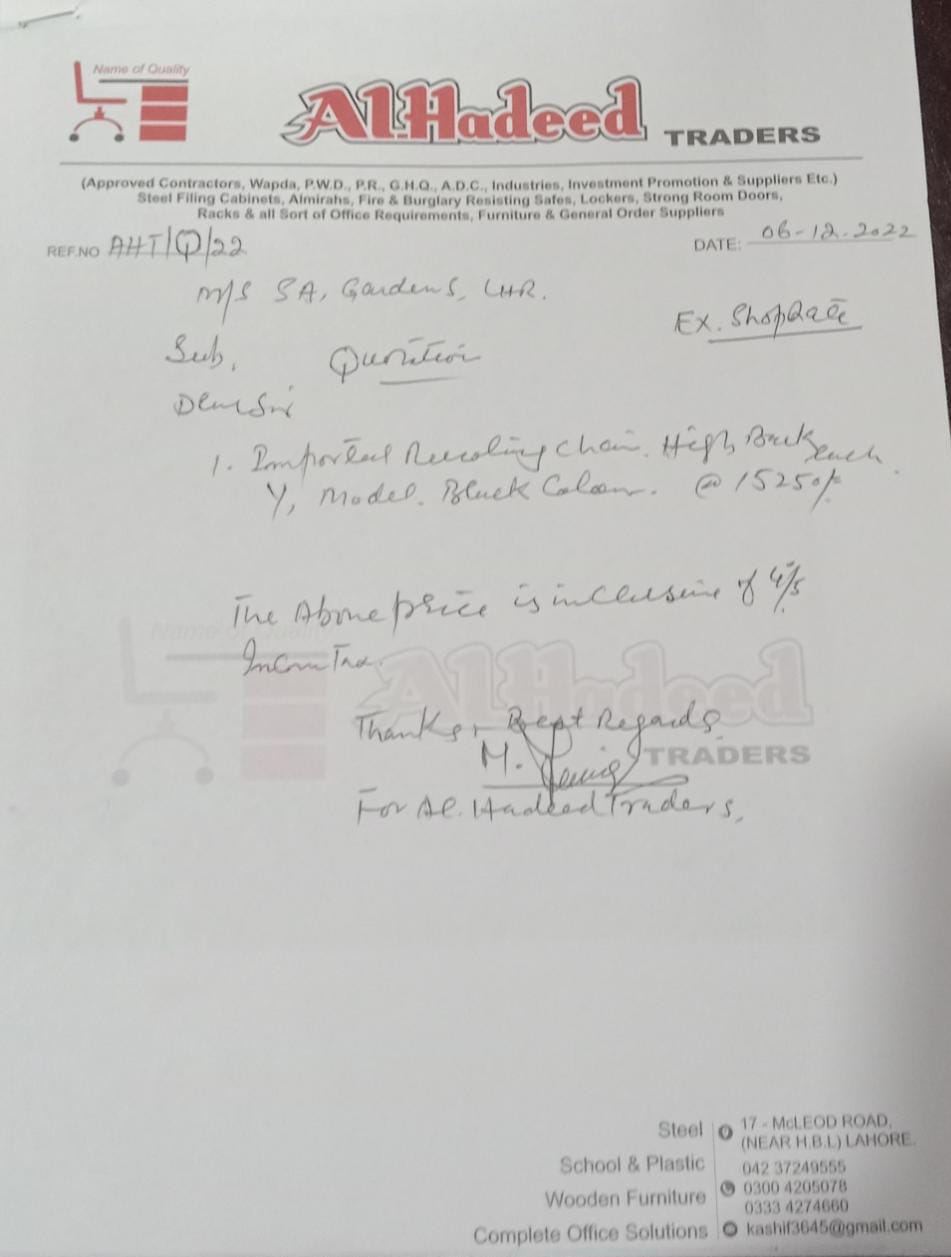 Name of Quality
Al-Hadeed TRADERS
(Approved Contractors, Wapda, P.W.D., P.R., G.H.Q., A.D.C., Industries, Investment Promotion & Suppliers Etc.)
Steel Filing Cabinets, Almirahs, Fire & Burglary Resisting Safes, Lockers, Strong Room Doors,
Racks & all Sort of Office Requirements, Furniture & General Order Suppliers
REF.NO AHT/Q/22
DATE: 06-12-2022
M/S SA, Gardens, LHR.
Ex. Shop Rate
Sub, Quotation
Dear Sir
1. Imported Revolving Chair. High Back
Y, Model. Black Colour. @ 15250/- each
The Above price is inclusive of
Income Tax.
Name of Quality
Al-Hadeed
Thanks & Best Regards
M.
TRADERS
For Al. Hadeed Traders,
Steel
School & Plastic
Wooden Furniture
Complete Office Solutions
17 - McLEOD ROAD,
(NEAR H.B.L) LAHORE.
042 37249555
0300 4205078
0333 4274660
kashif3645@gmail.com